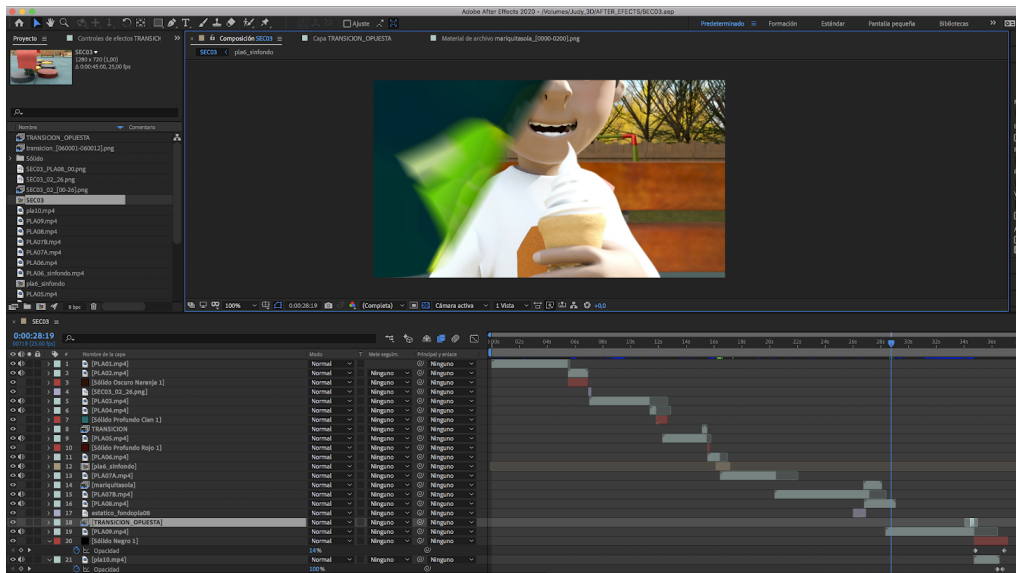 Adobe After Effects 2020 - /Volumes/Judy_3D/AFTER_EFECTS/SEC03.aep
Ajuste
Predeterminado Formación Estándar Pantalla pequeña Bibliotecas
Proyecto Controles de efectos TRANSICI
Composición SEC03 Capa TRANSICION_OPUESTA Material de archivo mariquitasola_[0000-0200].png
SEC03 pla6_sinfondo
SEC03
1280 x 720 (1,00)
Δ 0:00:45:00, 25,00 fps
Nombre Comentario
TRANSICION_OPUESTA
transicion_[060001-060012].png
Sólido
SEC03_PLA08_00.png
SEC03_02_26.png
SEC03_02_[00-26].png
SEC03
pla10.mp4
PLA09.mp4
PLA08.mp4
PLA07B.mp4
PLA07A.mp4
PLA06.mp4
PLA06_sinfondo.mp4
pla6_sinfondo
PLA05.mp4
8 bpc
100% 0:00:28:19 (Completa) Cámara activa 1 Vista +0,0
SEC03
0:00:28:19
00719 (25.00 fps)
# Nombre de la capa Modo T Mate seguim. Principal y enlace
:00s 02s 04s 06s 08s 10s 12s 14s 16s 18s 20s 22s 24s 26s 28s 30s 32s 34s 36s
1 [PLA01.mp4] Normal Ninguno
2 [PLA02.mp4] Normal Ninguno Ninguno
3 [Sólido Oscuro Naranja 1] Normal Ninguno Ninguno
4 [SEC03_02_26.png] Normal Ninguno Ninguno
5 [PLA03.mp4] Normal Ninguno Ninguno
6 [PLA04.mp4] Normal Ninguno Ninguno
7 [Sólido Profundo Cian 1] Normal Ninguno Ninguno
8 TRANSICION Normal Ninguno Ninguno
9 [PLA05.mp4] Normal Ninguno Ninguno
10 [Sólido Profundo Rojo 1] Normal Ninguno Ninguno
11 [PLA06.mp4] Normal Ninguno Ninguno
12 [pla6_sinfondo] Normal Ninguno Ninguno
13 [PLA07A.mp4] Normal Ninguno Ninguno
14 [mariquitasola] Normal Ninguno Ninguno
15 [PLA07B.mp4] Normal Ninguno Ninguno
16 [PLA08.mp4] Normal Ninguno Ninguno
17 estatico_fondopla08 Normal Ninguno Ninguno
18 [TRANSICION_OPUESTA] Normal Ninguno Ninguno
19 [PLA09.mp4] Normal Ninguno Ninguno
20 [Sólido Negro 1] Normal Ninguno Ninguno
Opacidad 14%
21 [pla10.mp4] Normal Ninguno Ninguno
Opacidad 100%